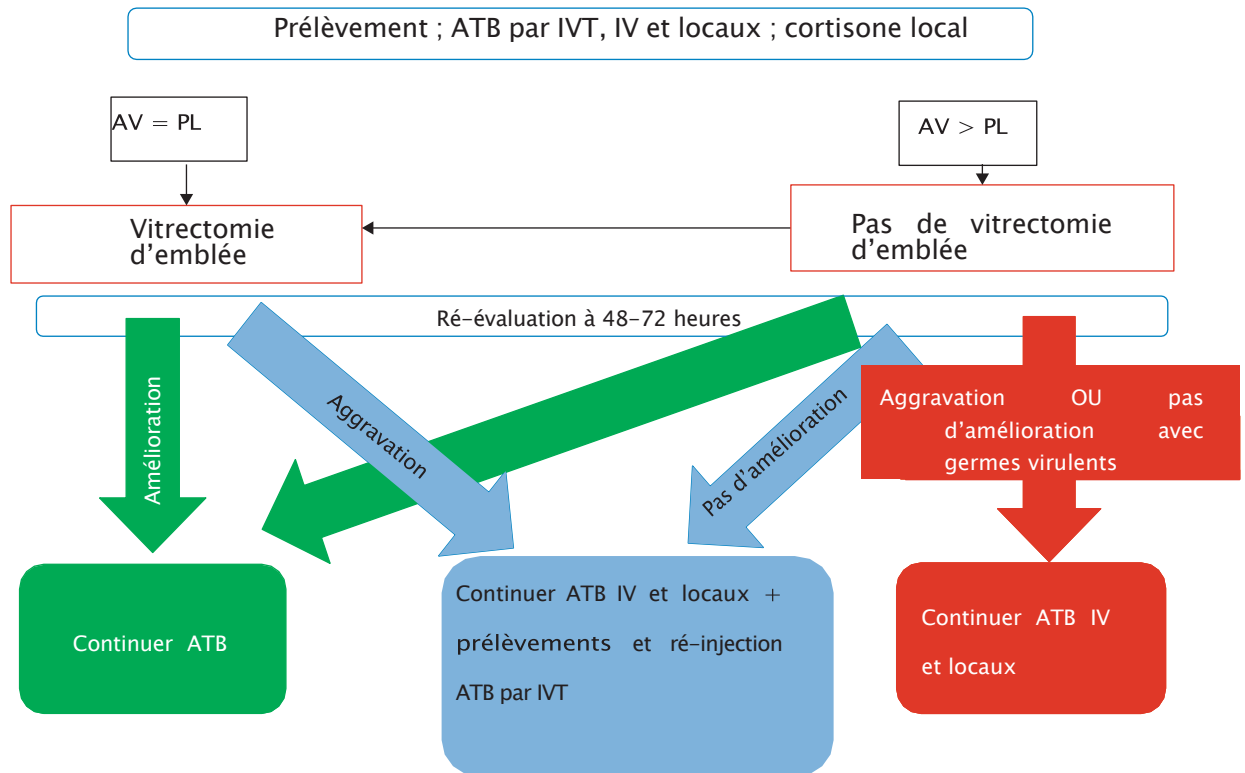 Prélèvement ; ATB par IVT, IV et locaux ; cortisone local
AV = PL
AV > PL
Vitrectomie
d'emblée
Pas de vitrectomie
d'emblée
Ré-évaluation à 48-72 heures
Amélioration
Aggravation
Pas d'amélioration
Aggravation OU pas
d'amélioration avec
germes virulents
Continuer ATB
Continuer ATB IV et locaux +
prélèvements et ré-injection
ATB par IVT
Continuer ATB IV
et locaux